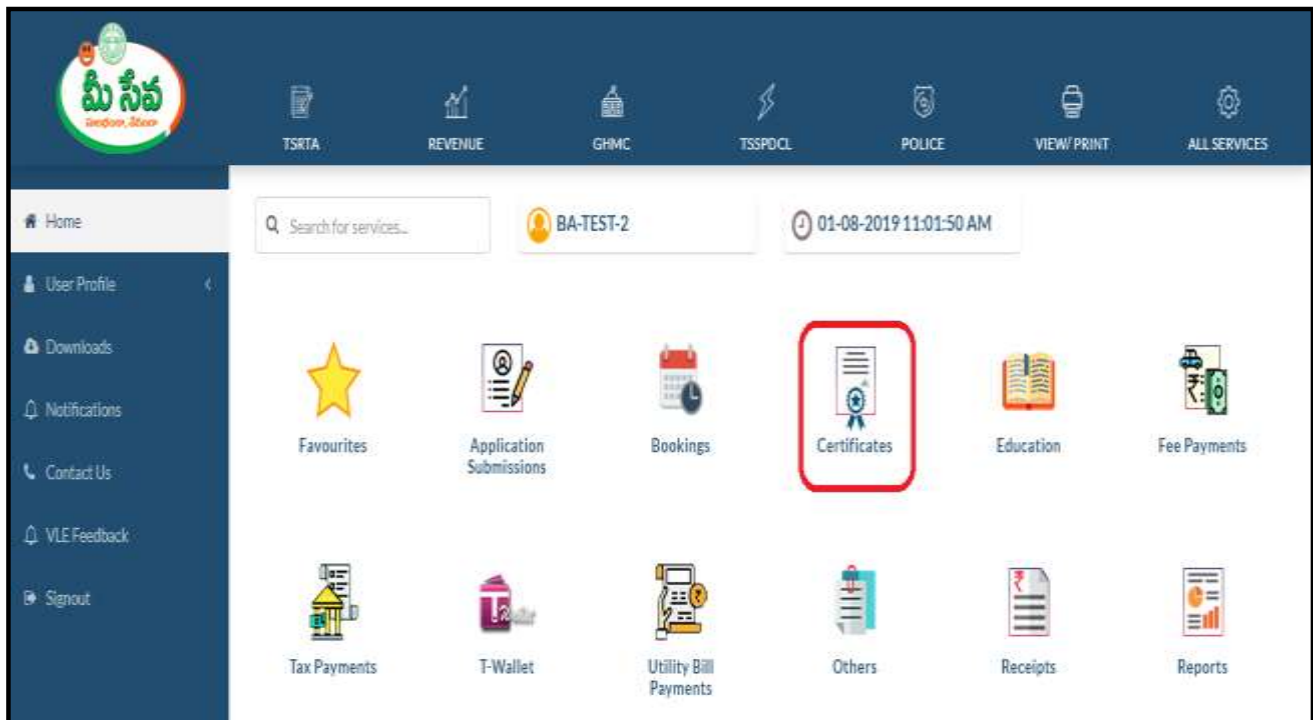 మీ సేవ
TSRTA
REVENUE
GHMC
TSSPDCL
POLICE
VIEW/ PRINT
ALL SERVICES
Home
Search for services...
BA-TEST-2
01-08-2019 11:01:50 AM
User Profile
Downloads
Notifications
Contact Us
VLE Feedback
Signout
Favourites
Application
Submissions
Bookings
Certificates
Education
Fee Payments
Tax Payments
T-Wallet
Utility Bill
Payments
Others
Receipts
Reports